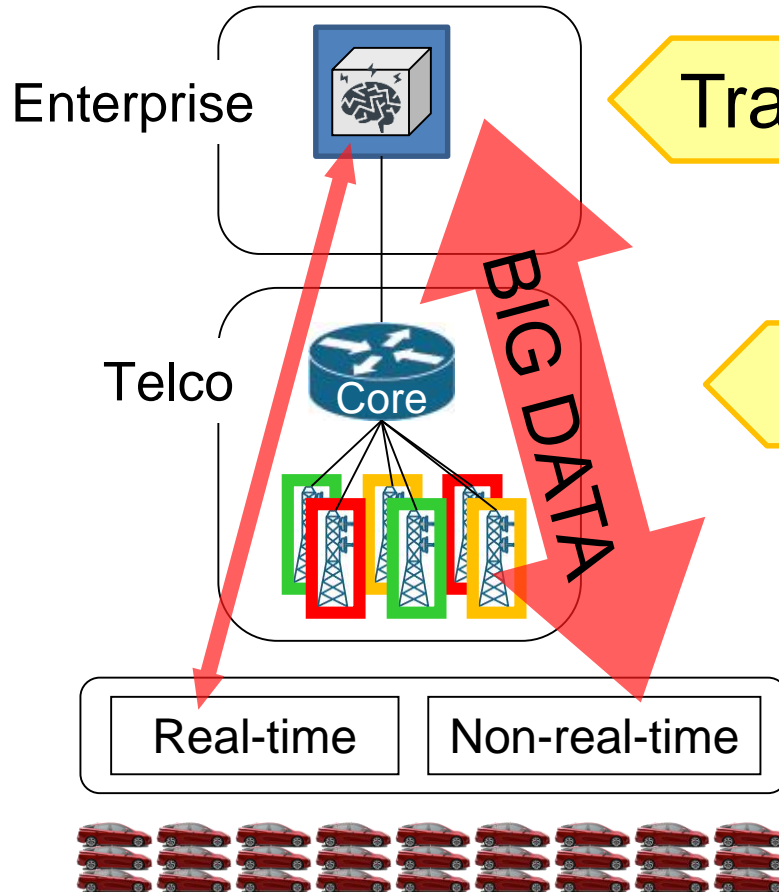 Enterprise
Tra
BIG DATA
Telco
Core
Real-time
Non-real-time